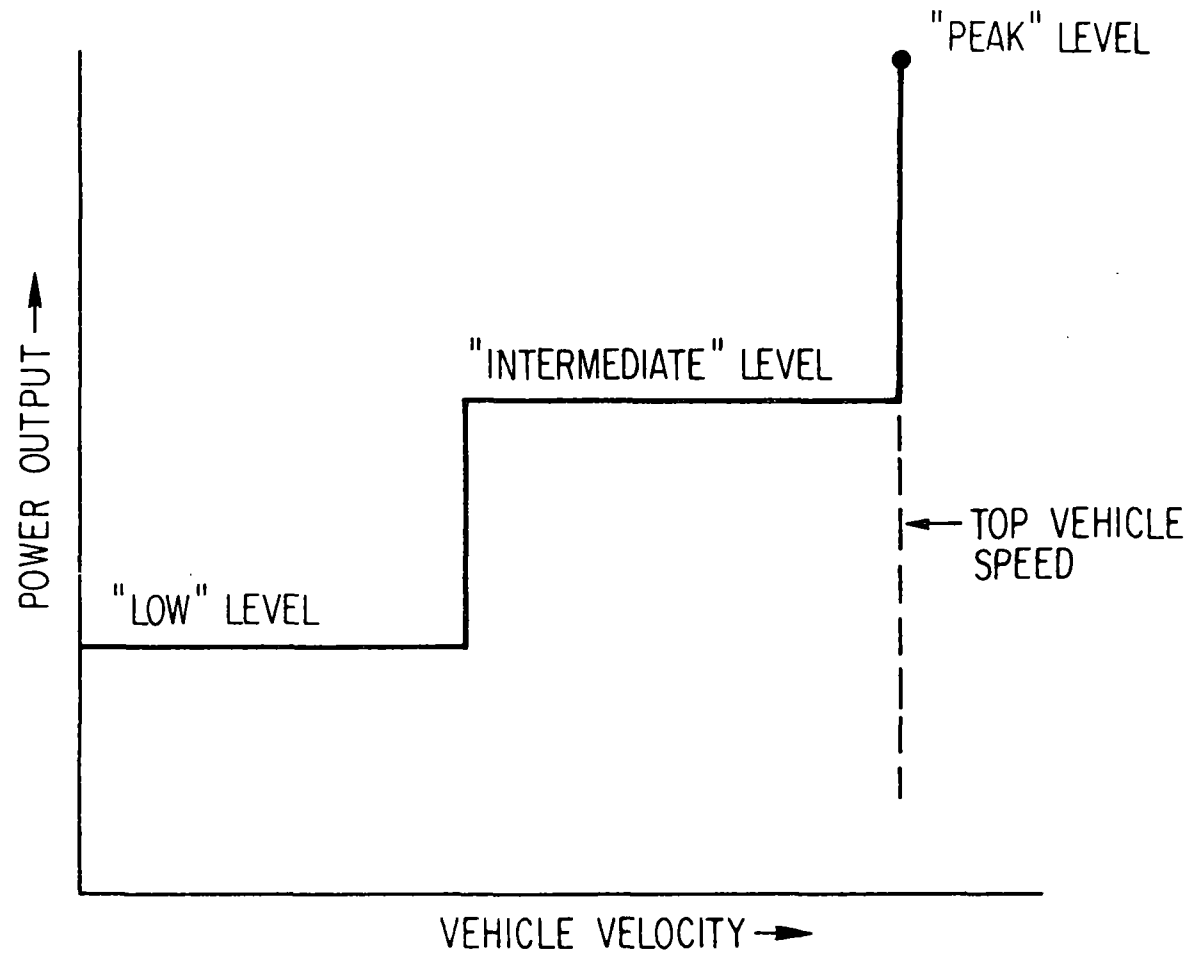 "PEAK" LEVEL
"INTERMEDIATE" LEVEL
POWER OUTPUT
TOP VEHICLE
SPEED
"LOW" LEVEL
VEHICLE VELOCITY